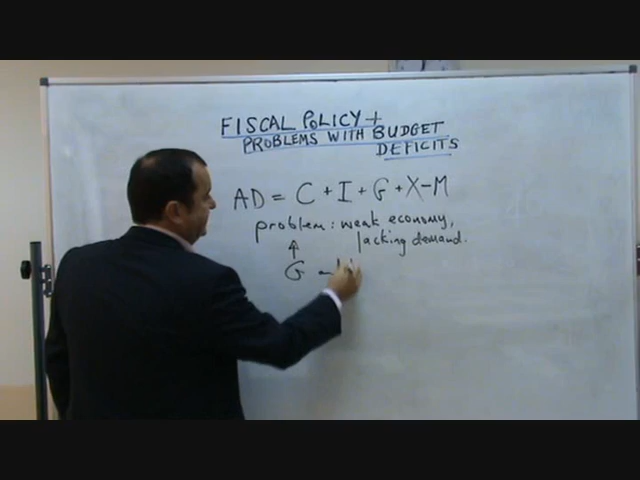 FISCAL POLICY +
PROBLEMS WITH BUDGET
DEFICITS
AD = C + I + G + X - M
problem: weak economy,
lacking demand.
↑
G